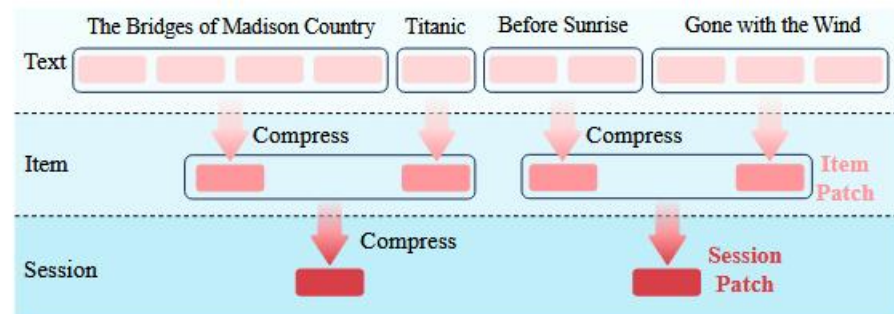 The Bridges of Madison Country Titanic Before Sunrise Gone with the Wind
Text
Compress Compress
Item
Item
Patch
Compress
Session
Session
Patch